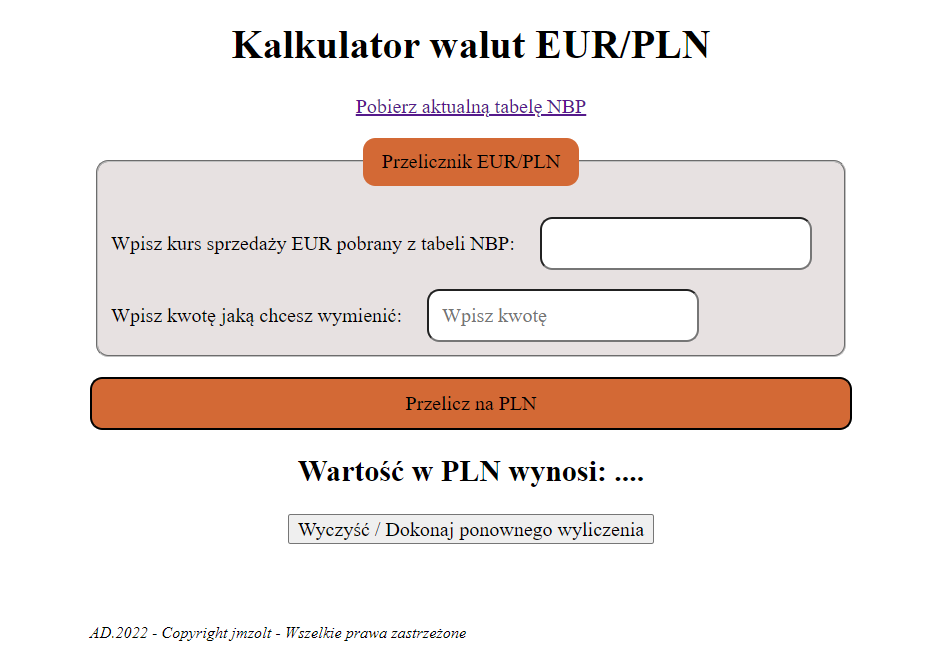 Kalkulator walut EUR/PLN
Pobierz aktualną tabelę NBP
Przelicznik EUR/PLN
Wpisz kurs sprzedaży EUR pobrany z tabeli NBP:
Wpisz kwotę jaką chcesz wymienić: Wpisz kwotę
Przelicz na PLN
Wartość w PLN wynosi: ....
Wyczyść / Dokonaj ponownego wyliczenia
AD.2022 - Copyright jmzolt - Wszelkie prawa zastrzeżone